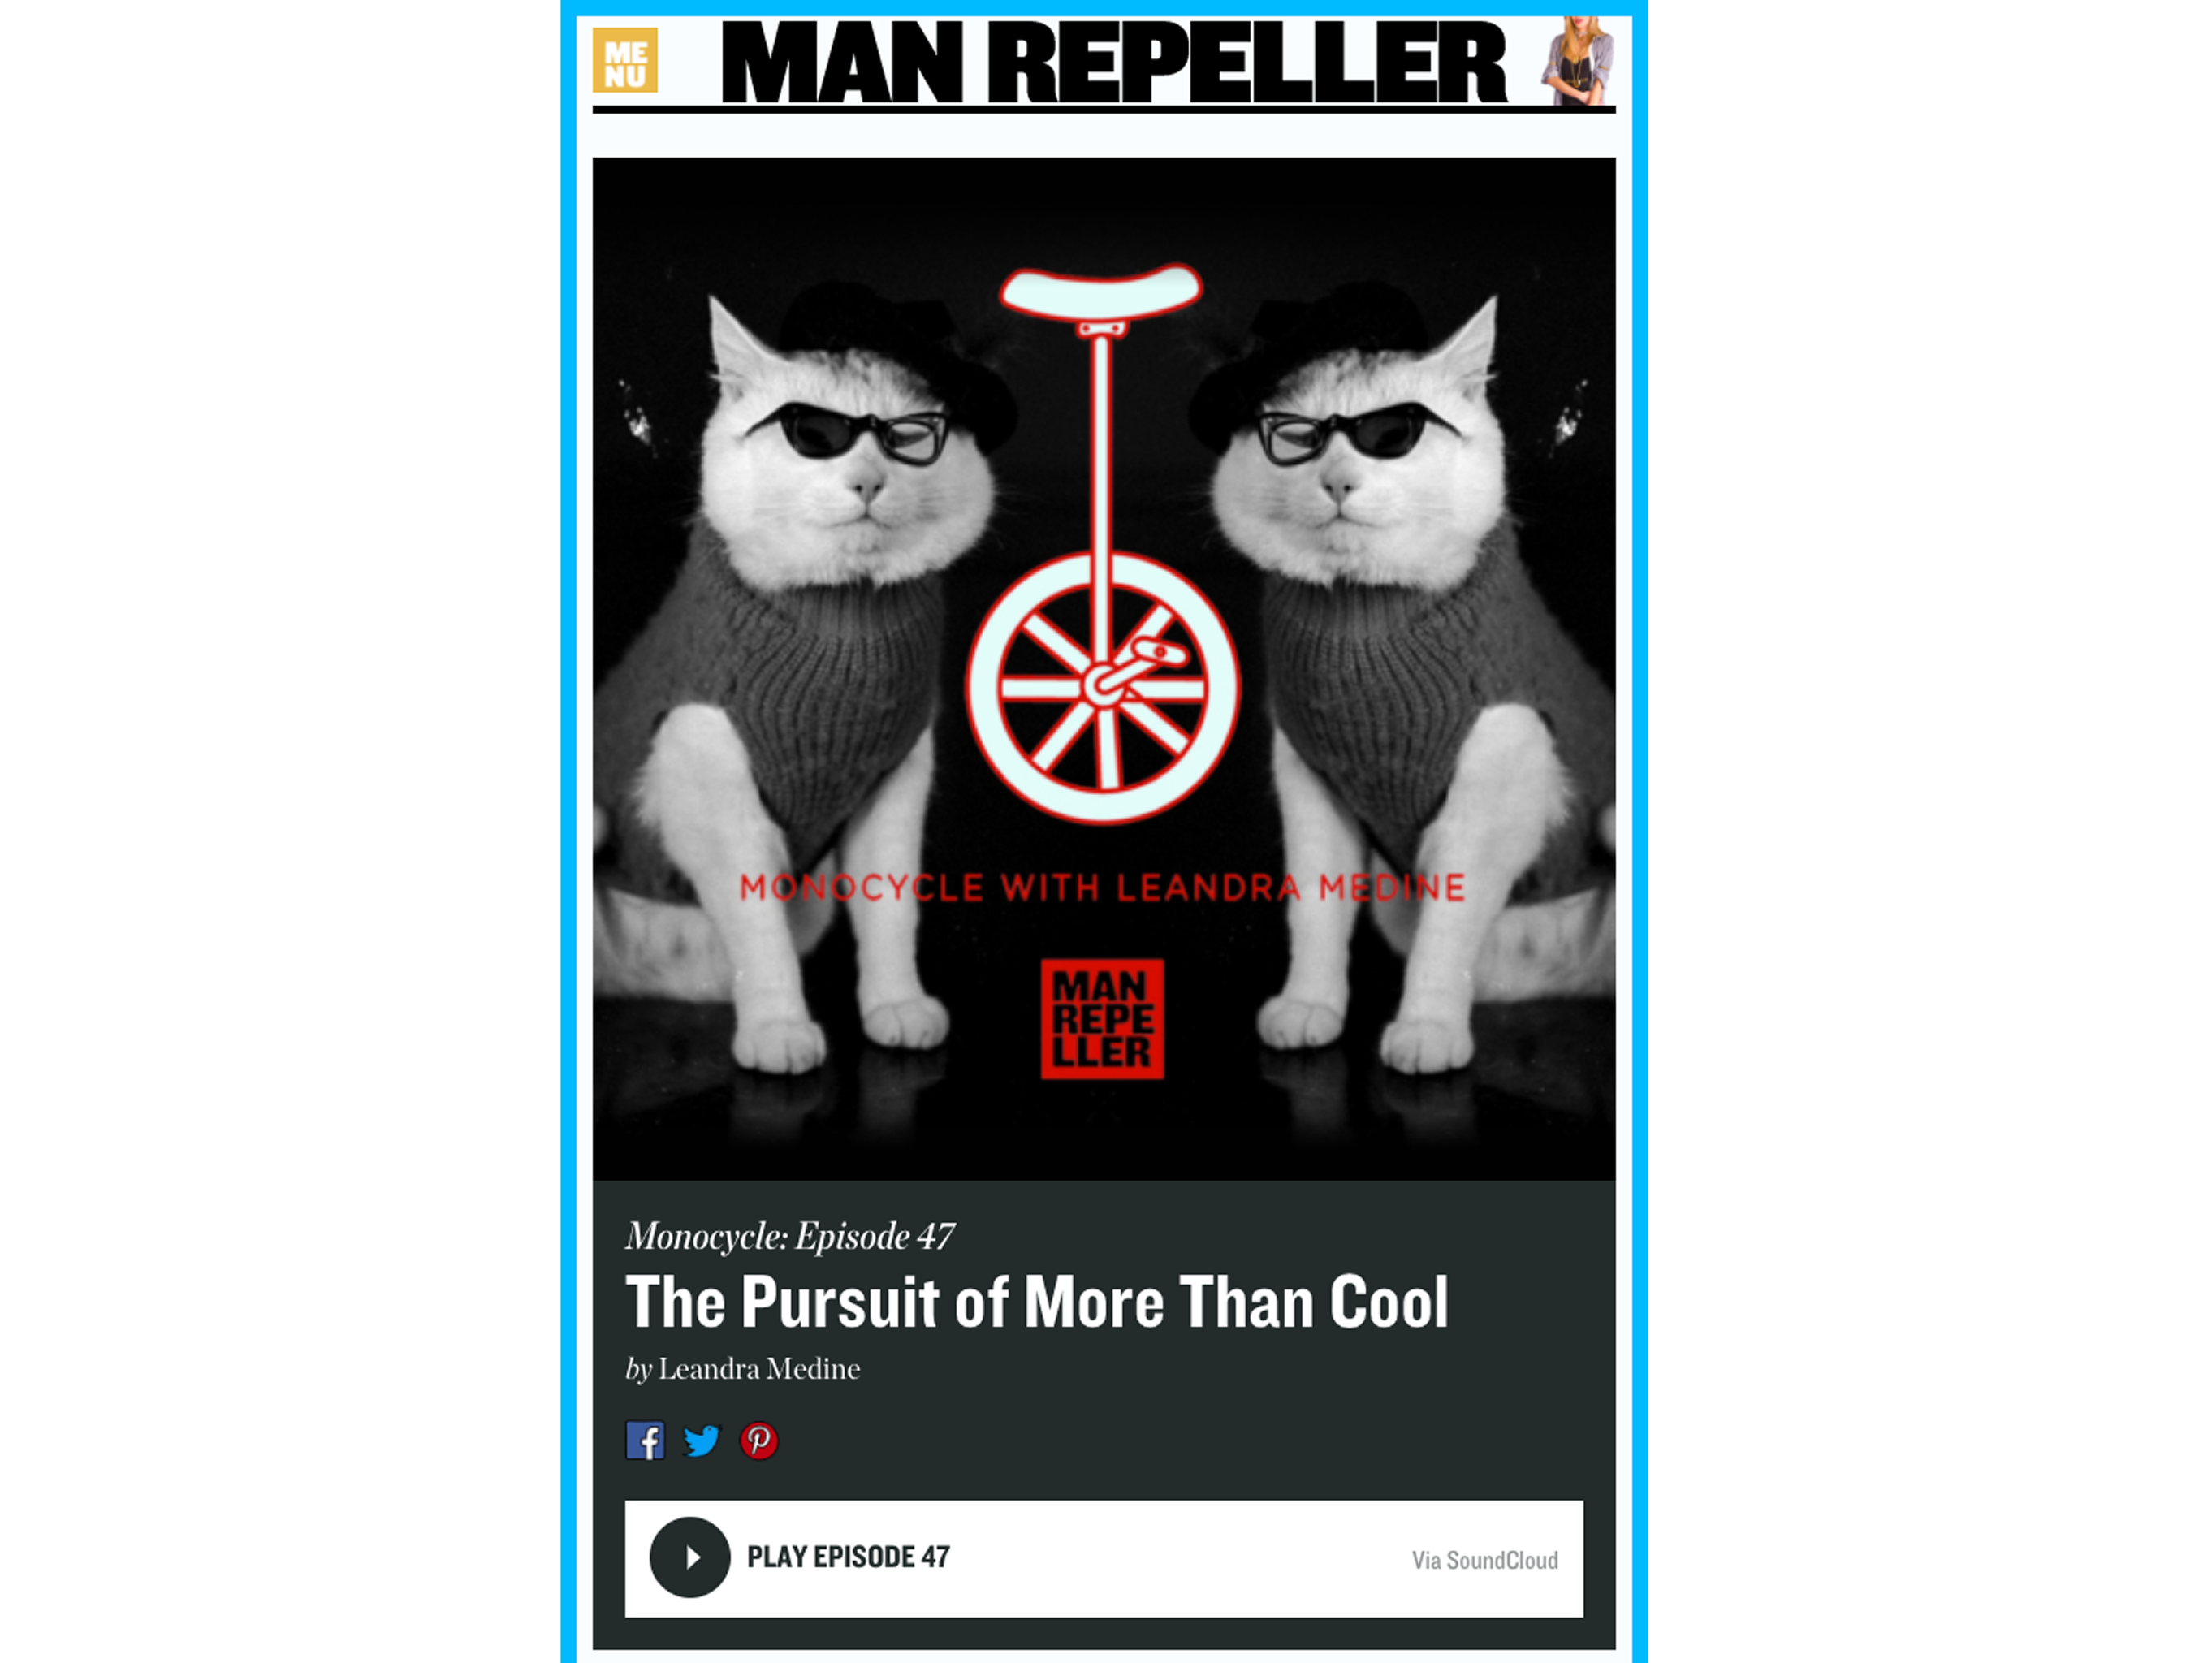 ME
NU
MAN REPELLER
MONOCYCLE WITH LEANDRA MEDINE
MAN
REPE
LLER
Monocycle: Episode 47
The Pursuit of More Than Cool
by Leandra Medine
PLAY EPISODE 47
Via SoundCloud